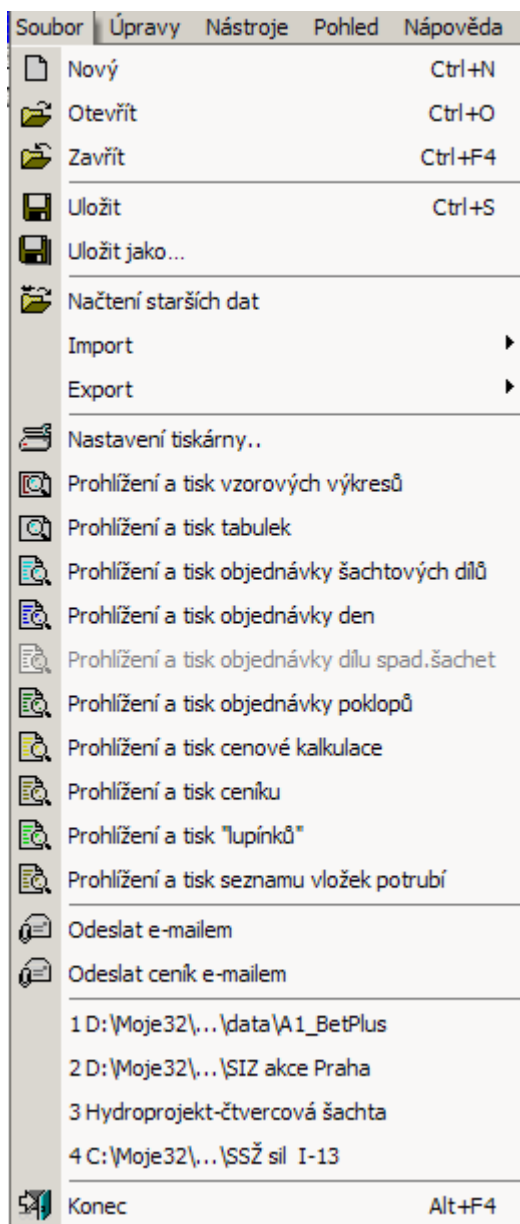 Soubor Úpravy Nástroje Pohled Nápověda
Nový Ctrl+N
Otevřít Ctrl+O
Zavřít Ctrl+F4
Uložit Ctrl+S
Uložit jako...
Načtení starších dat
Import
Export
Nastavení tiskárny..
Prohlížení a tisk vzorových výkresů
Prohlížení a tisk tabulek
Prohlížení a tisk objednávky šachtových dílů
Prohlížení a tisk objednávky den
Prohlížení a tisk objednávky dílu spad.šachet
Prohlížení a tisk objednávky poklopů
Prohlížení a tisk cenové kalkulace
Prohlížení a tisk ceníku
Prohlížení a tisk "lupínků"
Prohlížení a tisk seznamu vložek potrubí
Odeslat e-mailem
Odeslat ceník e-mailem
1 D:\Moje32\...\data\A1_BetPlus
2 D:\Moje32\...\SIZ akce Praha
3 Hydroprojekt-čtvercová šachta
4 C:\Moje32\...\SSŽ sil I-13
Konec Alt+F4